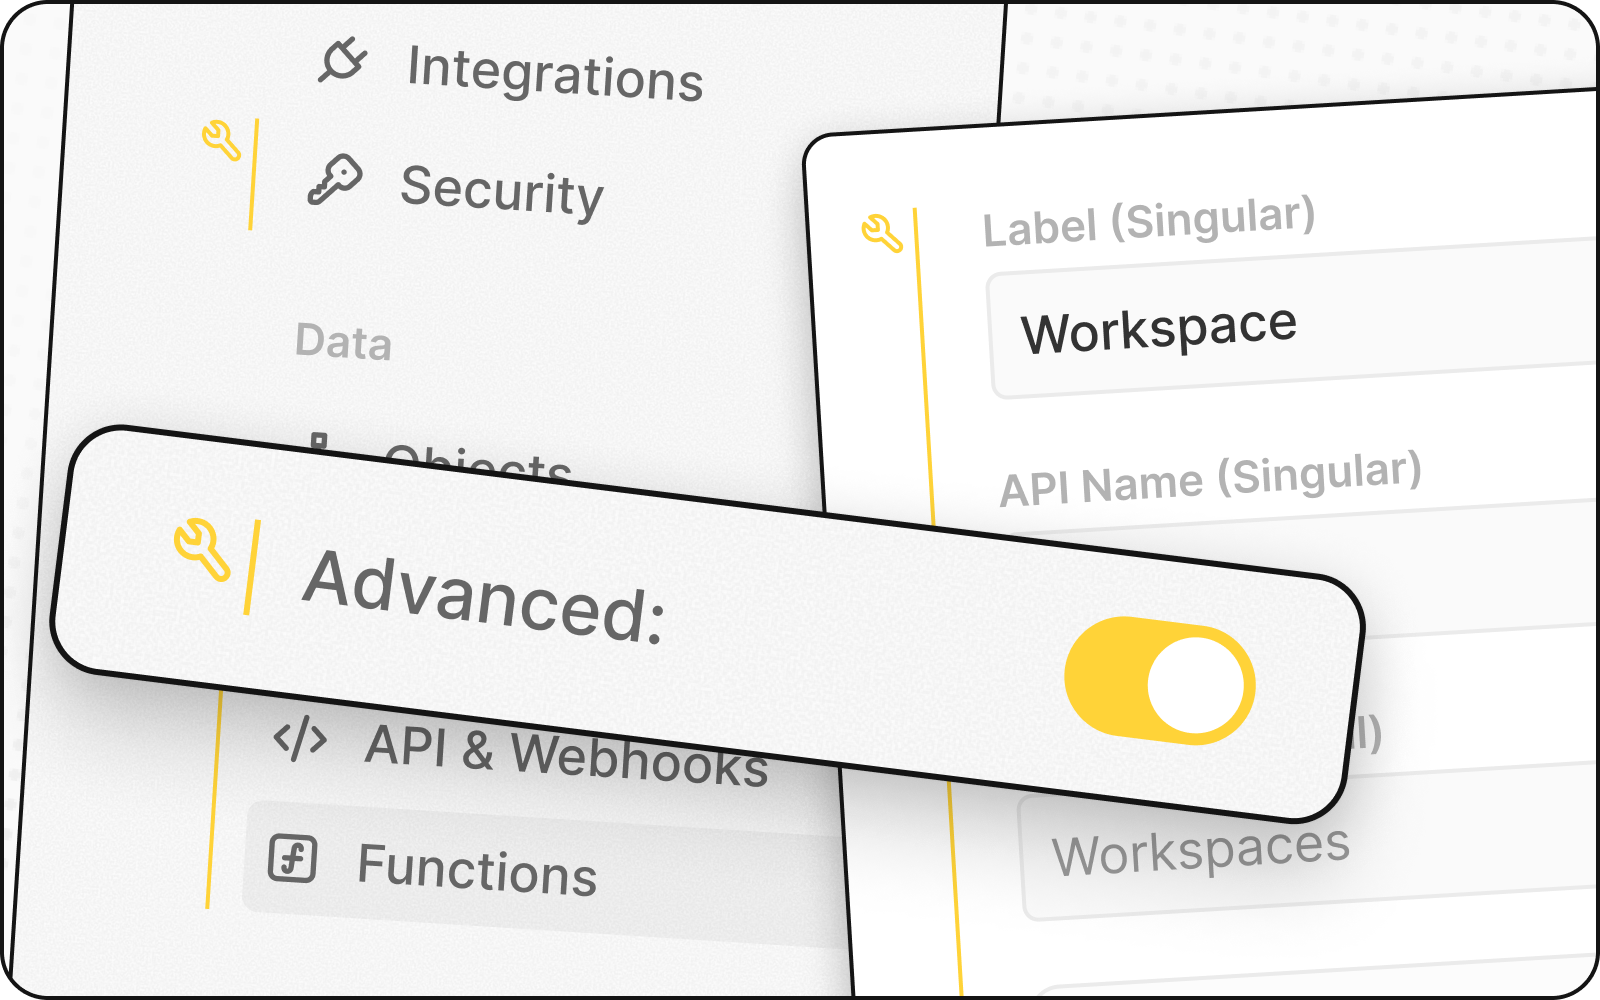 Integrations
Security
Data
Objects
Advanced:
API & Webhooks
Functions
Label (Singular)
Workspace
API Name (Singular)
Workspaces